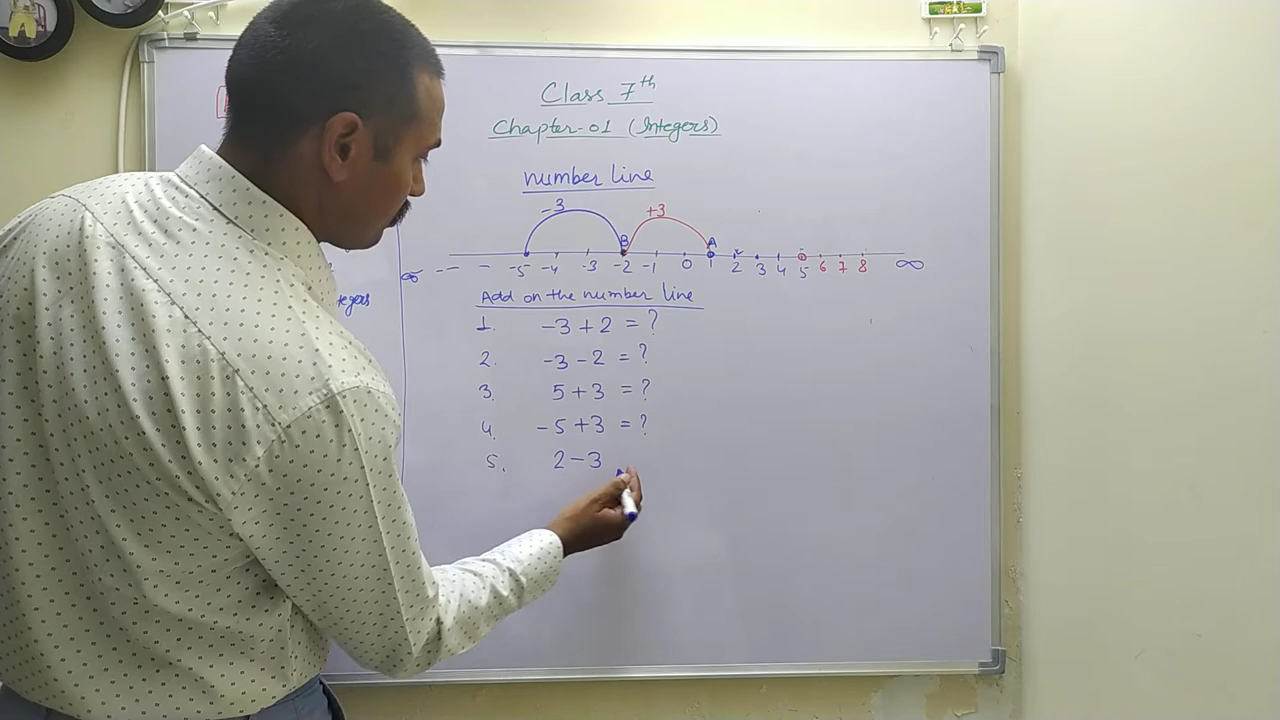 Class 7th
Chapter-01 (Integers)
number line
-3 +3
B A
-5 -4 -3 -2 -1 0 1 2 3 4 5 6 7 8
∞ -- - ∞
Add on the number line
1. -3 + 2 = ?
2. -3 - 2 = ?
3. 5 + 3 = ?
4. -5 + 3 = ?
5. 2 - 3
tegers